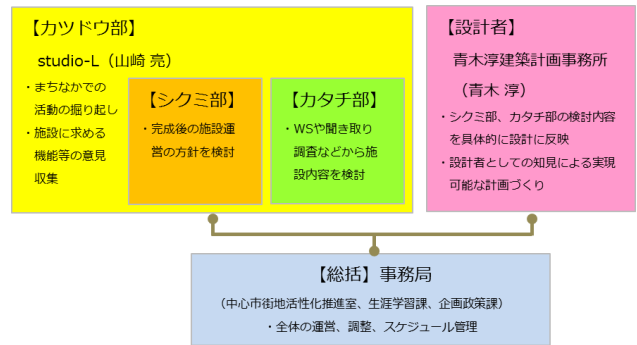 【カツドウ部】
studio-L（山崎 亮）
・まちなかでの
活動の掘り起し
・施設に求める
機能等の意見
収集
【シクミ部】
・完成後の施設運
営の方針を検討
【カタチ部】
・WSや聞き取り
調査などから施
設内容を検討
【設計者】
青木淳建築計画事務所
（青木 淳）
・シクミ部、カタチ部の検討内容
を具体的に設計に反映
・設計者としての知見による実現
可能な計画づくり
【総括】事務局
（中心市街地活性化推進室、生涯学習課、企画政策課）
・全体の運営、調整、スケジュール管理